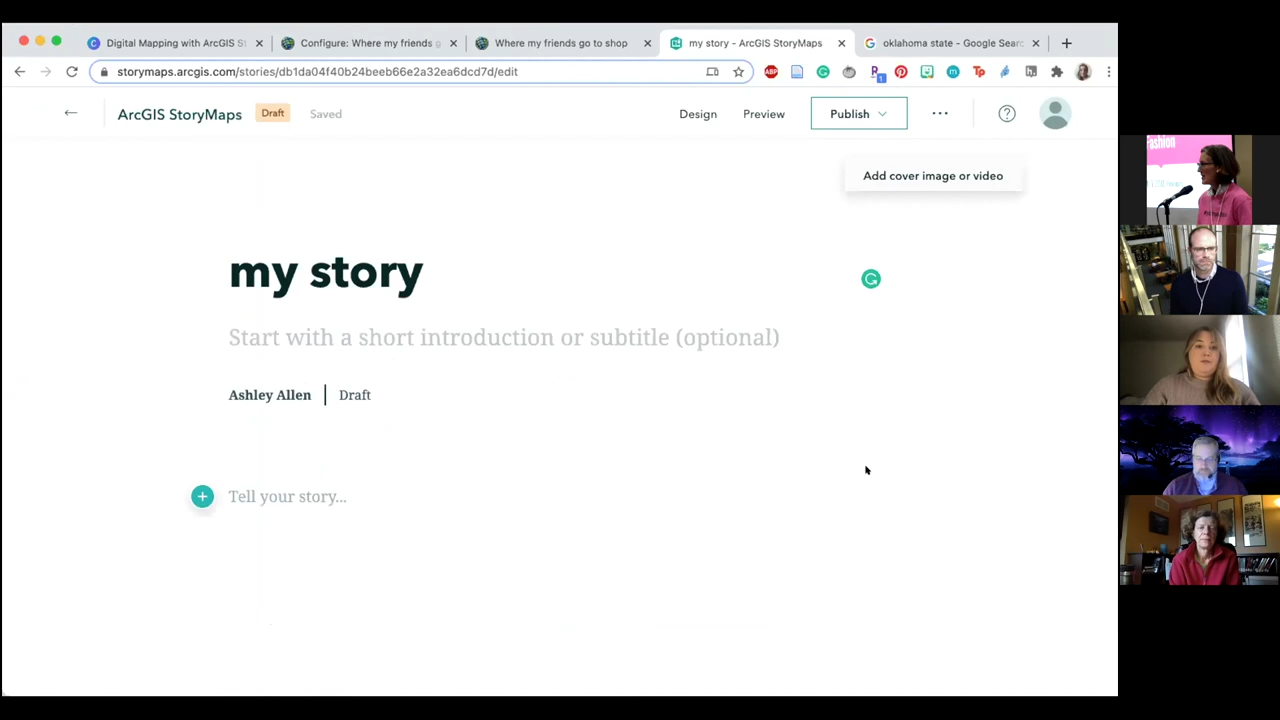 Digital Mapping with ArcGIS St
Configure: Where my friends g
Where my friends go to shop
my story - ArcGIS StoryMaps
oklahoma state - Google Searc
storymaps.arcgis.com/stories/db1da04f40b24beeb66e2a32ea6dcd7d/edit
ArcGIS StoryMaps
Draft
Saved
Design
Preview
Publish
Add cover image or video
my story
Start with a short introduction or subtitle (optional)
Ashley Allen
Draft
Tell your story...
Fashion